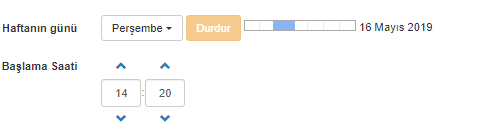 Haftanın günü Perşembe Durdur 16 Mayıs 2019
Başlama Saati
14 : 20